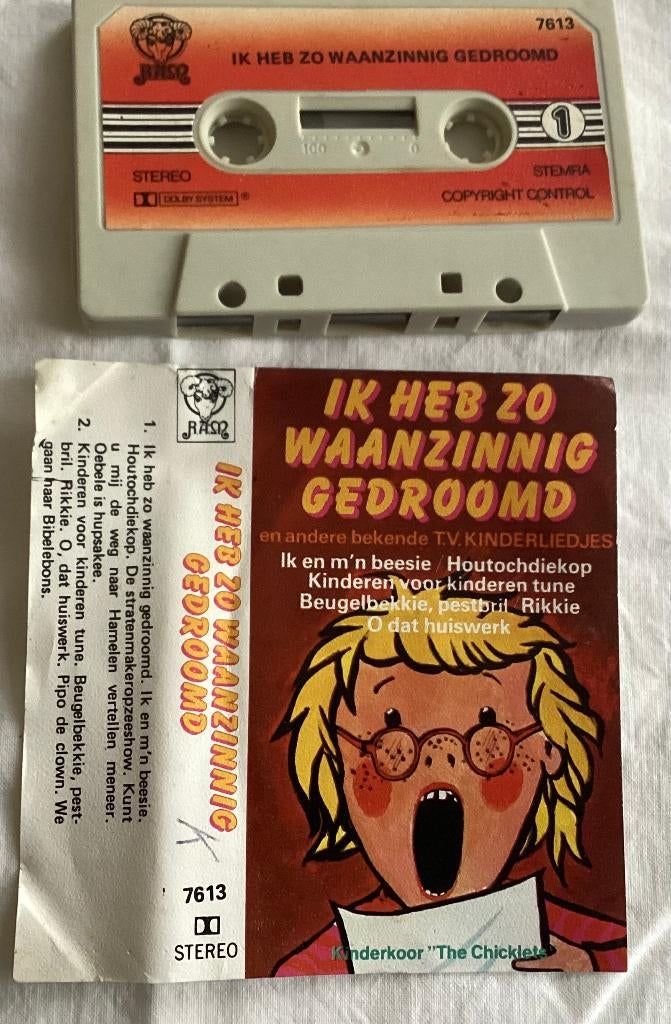 7613
RAM
IK HEB ZO WAANZINNIG GEDROOMD
1
100 0
STEREO
STEMRA
DOLBY SYSTEM ®
COPYRIGHT CONTROL
RAM
IK HEB ZO
WAANZINNIG
GEDROOMD
en andere bekende T.V. KINDERLIEDJES
Ik en m'n beesie / Houtochdiekop
Kinderen voor kinderen tune
Beugelbekkie, pestbril / Rikkie
O dat huiswerk
Kinderkoor "The Chicklets"
IK HEB ZO WAANZINNIG
GEDROOMD
K
7613
STEREO
1. Ik heb zo waanzinnig gedroomd. Ik en m'n beesie.
Houtochdiekop. De stratenmakeropzeeshow. Kunt
u mij de weg naar Hamelen vertellen meneer.
Oebele is hupsakee.
2. Kinderen voor kinderen tune. Beugelbekkie, pest-
bril. Rikkie. O, dat huiswerk. Pipo de clown. We
gaan naar Bibelebons.